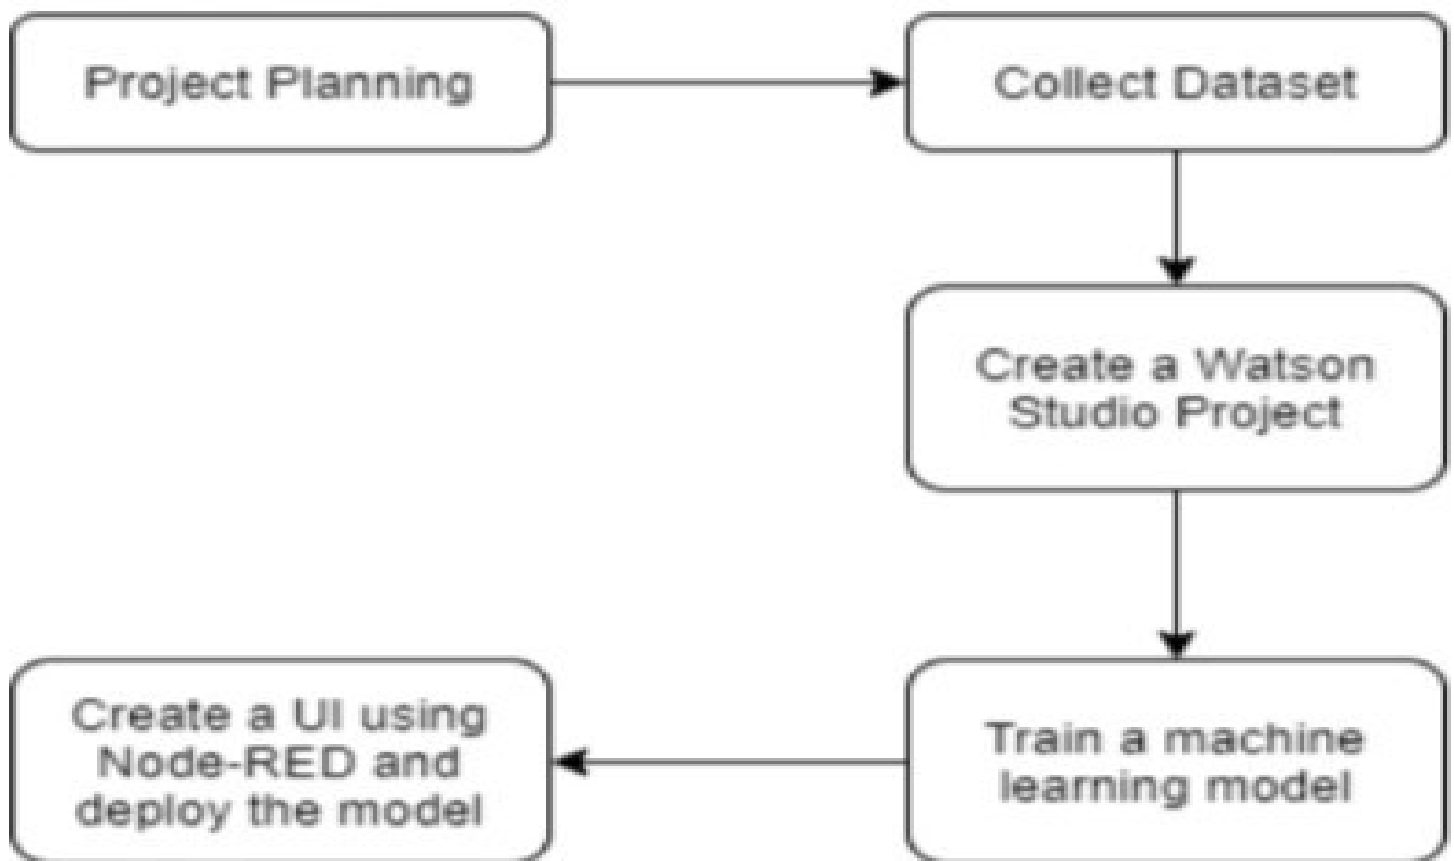 Project Planning
Collect Dataset
Create a Watson
Studio Project
Train a machine
learning model
Create a UI using
Node-RED and
deploy the model